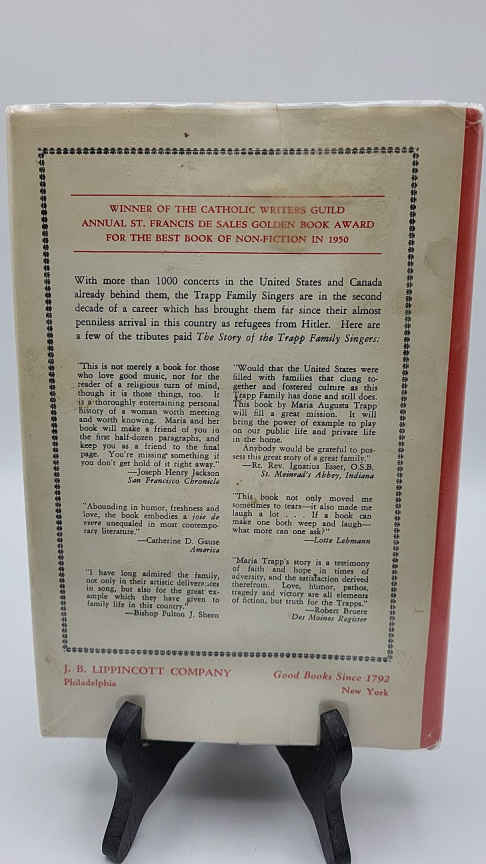 WINNER OF THE CATHOLIC WRITERS GUILD
ANNUAL ST. FRANCIS DE SALES GOLDEN BOOK AWARD
FOR THE BEST BOOK OF NON-FICTION IN 1950
With more than 1000 concerts in the United States and Canada
already behind them, the Trapp Family Singers are in the second
decade of a career which has brought them far since their almost
penniless arrival in this country as refugees from Hitler. Here are
a few of the tributes paid The Story of the Trapp Family Singers:
"This is not merely a book for those
who love good music, nor for the
reader of a religious turn of mind,
though it is those things, too. It
is a thoroughly entertaining personal
history of a woman worth meeting
and worth knowing. Maria and her
book will make a friend of you in
the first half-dozen paragraphs, and
keep you as a friend to the final
page. You're missing something if
you don't get hold of it right away."
—Joseph Henry Jackson
San Francisco Chronicle
"Abounding in humor, freshness and
love, the book embodies a joie de
vivre unequaled in most contempo-
rary literature."
—Catherine D. Gause
America
"I have long admired the family,
not only in their artistic deliverances
in song, but also for the great ex-
ample which they have given to
family life in this country."
—Bishop Fulton J. Sheen
"Would that the United States were
filled with families that clung to-
gether and fostered culture as this
Trapp Family has done and still does.
This book by Maria Augusta Trapp
will fill a great mission. It will
bring the power of example to play
on our public life and private life
in the home.
Anybody would be grateful to pos-
sess this great story of a great family."
—Rt. Rev. Ignatius Esser, O.S.B.
St. Meinrad's Abbey, Indiana
"This book not only moved me
sometimes to tears—it also made me
laugh a lot . . . . If a book can
make one both weep and laugh—
what more can one ask?"
—Lotte Lehmann
"Maria Trapp's story is a testimony
of faith and hope in times of
adversity, and the satisfaction derived
therefrom. Love, humor, pathos,
tragedy and victory are all elements
of fiction, but truth for the Trapps."
—Robert Bruere
Des Moines Register
J. B. LIPPINCOTT COMPANY
Philadelphia
Good Books Since 1792
New York